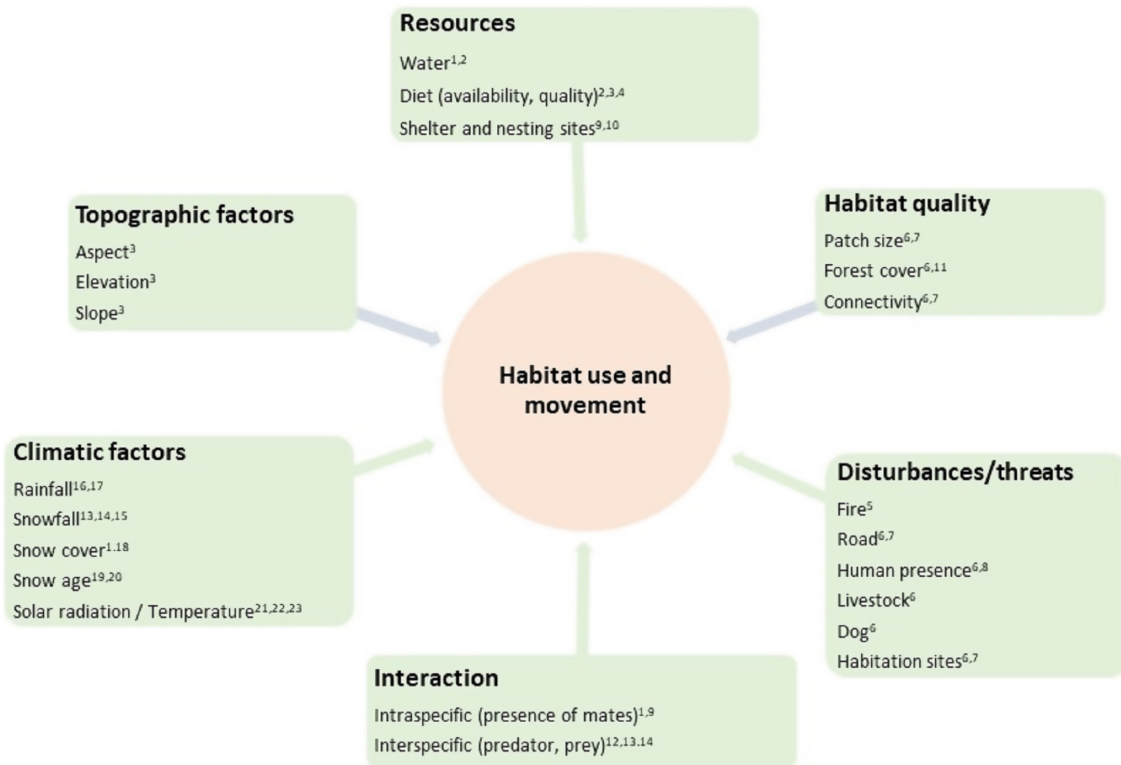 Resources
Water1,2
Diet (availability, quality)2,3,4
Shelter and nesting sites9,10
Topographic factors
Aspect3
Elevation3
Slope3
Habitat quality
Patch size6,7
Forest cover6,11
Connectivity6,7
Habitat use and
movement
Climatic factors
Rainfall16,17
Snowfall13,14,15
Snow cover1.18
Snow age19,20
Solar radiation / Temperature21,22,23
Disturbances/threats
Fire5
Road6,7
Human presence6,8
Livestock6
Dog6
Habitation sites6,7
Interaction
Intraspecific (presence of mates)1,9
Interspecific (predator, prey)12,13.14